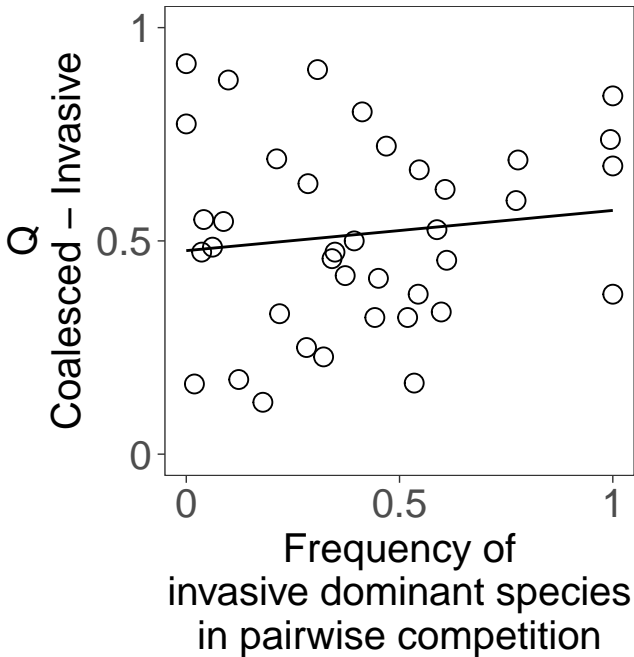 Q
Coalesced – Invasive
1
0.5
0
0
0.5
1
Frequency of
invasive dominant species
in pairwise competition